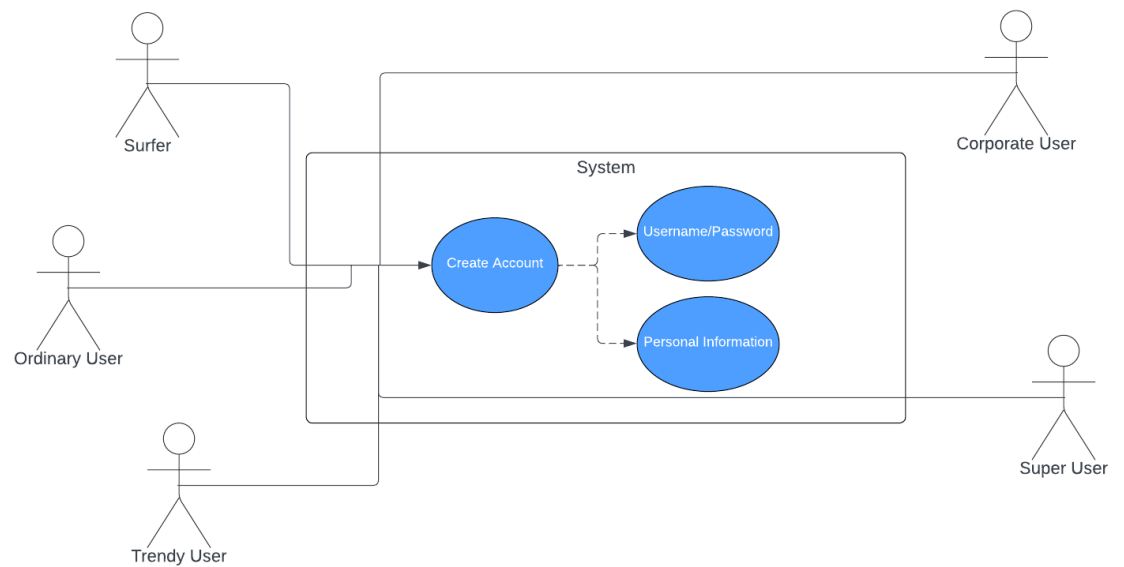 Surfer
Corporate User
System
Username/Password
Create Account
Personal Information
Ordinary User
Super User
Trendy User